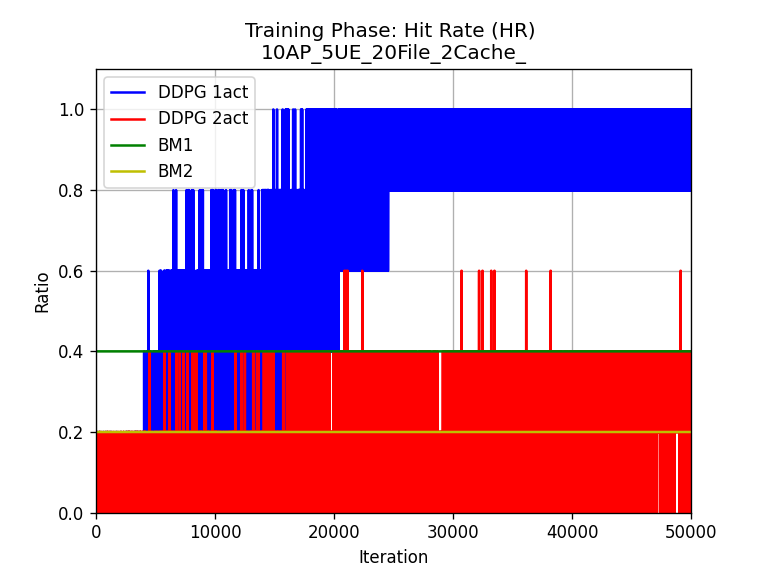 Training Phase: Hit Rate (HR)
10AP_5UE_20File_2Cache_
DDPG 1act
DDPG 2act
BM1
BM2
1.0
0.8
0.6
0.4
0.2
0.0
Ratio
0 10000 20000 30000 40000 50000
Iteration